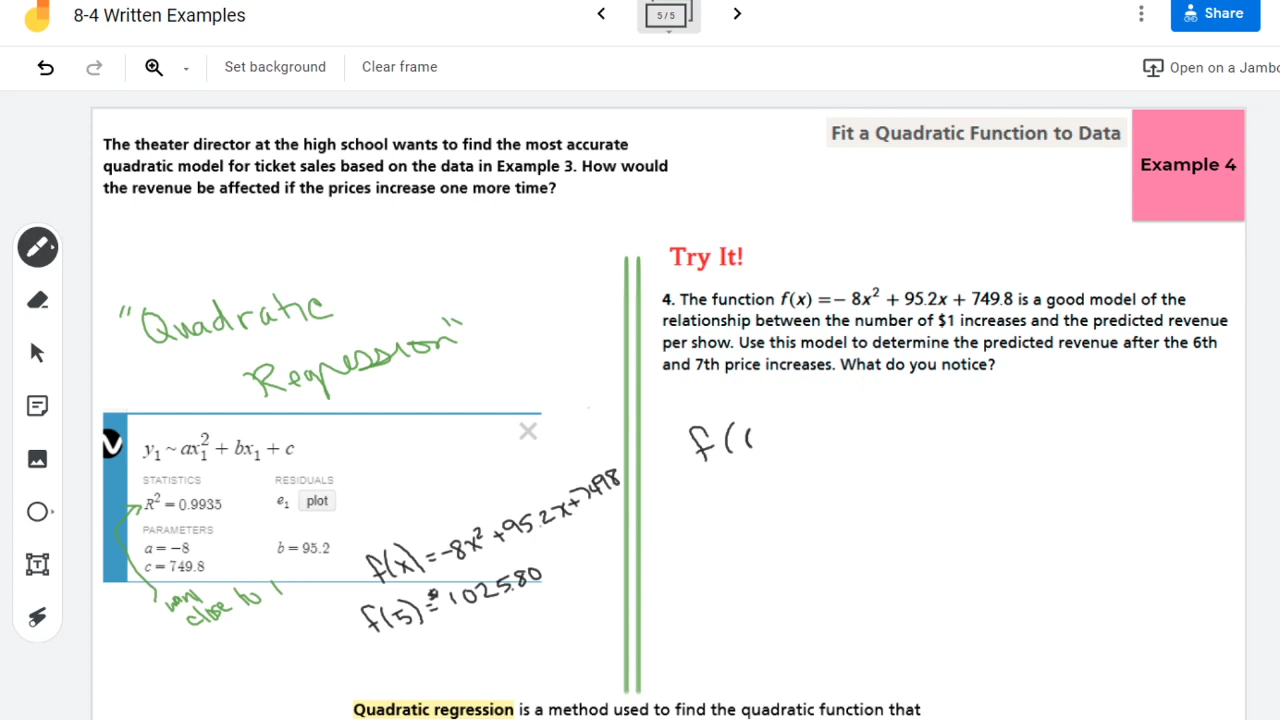 8-4 Written Examples
5 / 5
Share
Set background
Clear frame
Open on a Jambo
The theater director at the high school wants to find the most accurate
quadratic model for ticket sales based on the data in Example 3. How would
the revenue be affected if the prices increase one more time?
Fit a Quadratic Function to Data
Example 4
"Quadratic
Regression"
y₁ ~ ax₁² + bx₁ + c
STATISTICS
RESIDUALS
R² = 0.9935
e₁ plot
PARAMETERS
a = −8
b = 95.2
c = 749.8
want
close to 1
f(x) = -8x² + 95.2x + 749.8
f(5) = $1025.80
Try It!
4. The function f(x) = − 8x² + 95.2x + 749.8 is a good model of the
relationship between the number of $1 increases and the predicted revenue
per show. Use this model to determine the predicted revenue after the 6th
and 7th price increases. What do you notice?
f((
Quadratic regression is a method used to find the quadratic function that